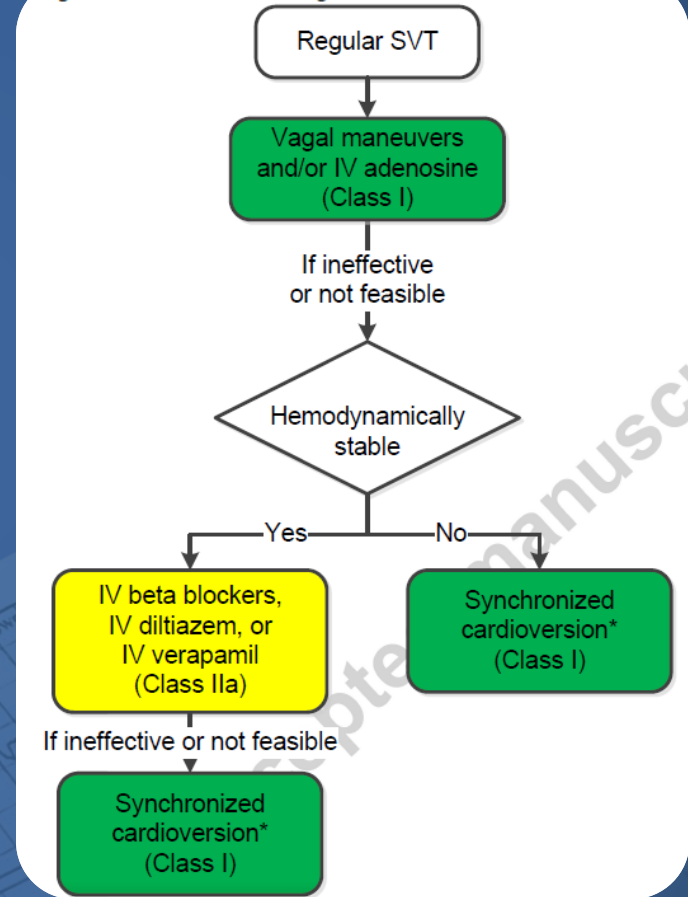 Regular SVT
Vagal maneuvers
and/or IV adenosine
(Class I)
If ineffective
or not feasible
Hemodynamically
stable
Yes
No
IV beta blockers,
IV diltiazem, or
IV verapamil
(Class IIa)
Synchronized
cardioversion*
(Class I)
If ineffective or not feasible
Synchronized
cardioversion*
(Class I)